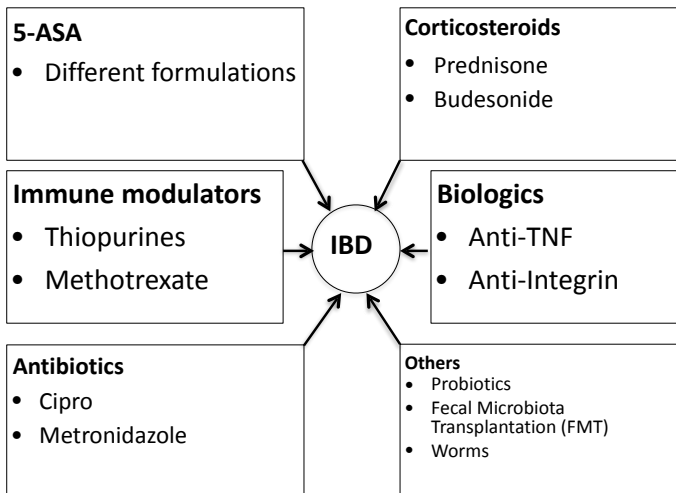 5-ASA
• Different formulations
Corticosteroids
• Prednisone
• Budesonide
Immune modulators
• Thiopurines
• Methotrexate
IBD
Biologics
• Anti-TNF
• Anti-Integrin
Antibiotics
• Cipro
• Metronidazole
Others
• Probiotics
• Fecal Microbiota
Transplantation (FMT)
• Worms